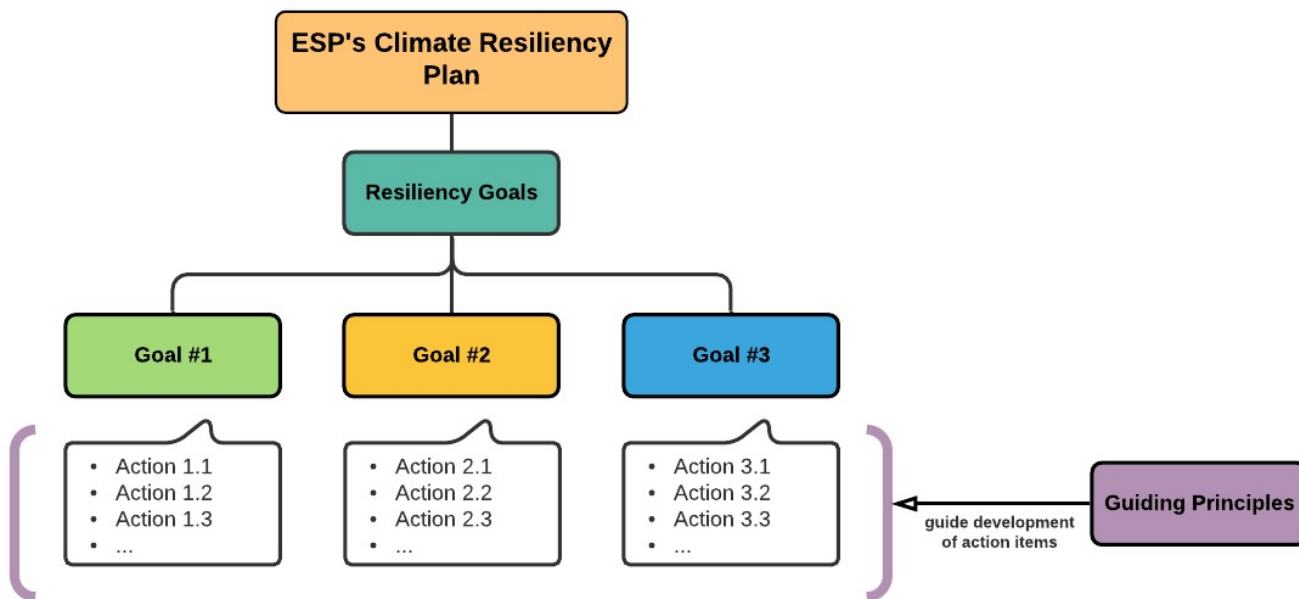 ESP's Climate Resiliency
Plan
Resiliency Goals
Goal #1
Goal #2
Goal #3
• Action 1.1
• Action 1.2
• Action 1.3
• ...
• Action 2.1
• Action 2.2
• Action 2.3
• ...
• Action 3.1
• Action 3.2
• Action 3.3
• ...
Guiding Principles
guide development
of action items